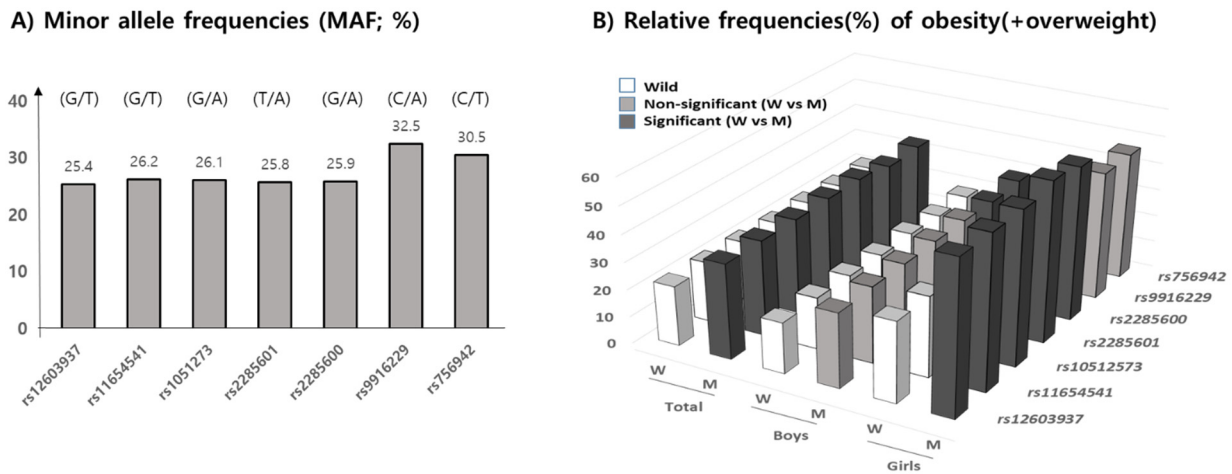 A) Minor allele frequencies (MAF; %)
40
30
20
10
0
(G/T) (G/T) (G/A) (T/A) (G/A) (C/A) (C/T)
25.4 26.2 26.1 25.8 25.9 32.5 30.5
rs12603937 rs11654541 rs1051273 rs2285601 rs2285600 rs9916229 rs756942
B) Relative frequencies(%) of obesity(+overweight)
Wild
Non-significant (W vs M)
Significant (W vs M)
60
50
40
30
20
10
0
W M W M W M
Total Boys Girls
rs756942
rs9916229
rs2285600
rs2285601
rs10512573
rs11654541
rs12603937